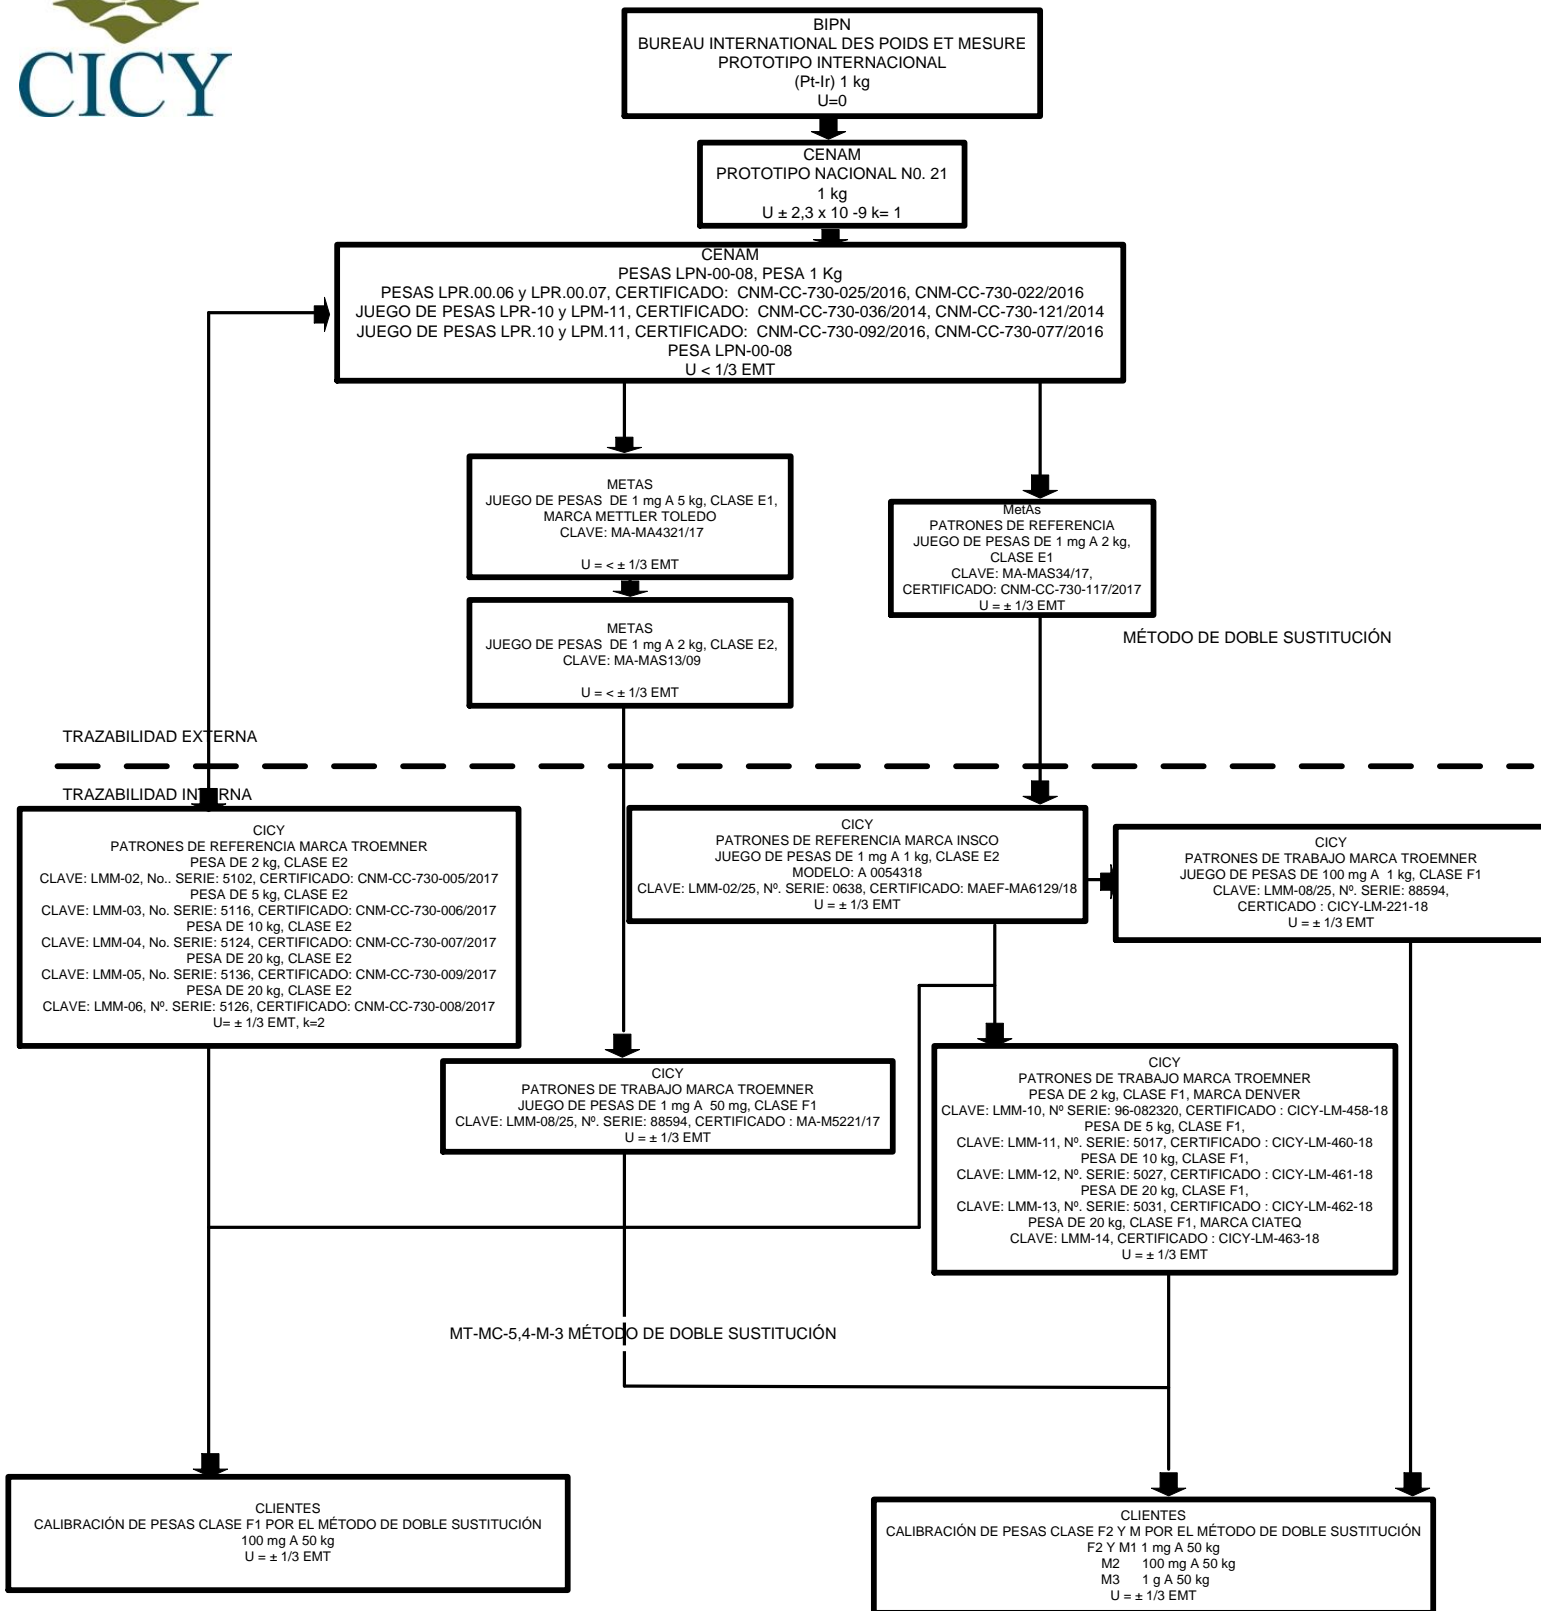 CICY
BIPN
BUREAU INTERNATIONAL DES POIDS ET MESURE
PROTOTIPO INTERNACIONAL
(Pt-Ir) 1 kg
U=0
CENAM
PROTOTIPO NACIONAL N0. 21
1 kg
U ± 2,3 x 10 -9 k= 1
CENAM
PESAS LPN-00-08, PESA 1 Kg
PESAS LPR.00.06 y LPR.00.07, CERTIFICADO: CNM-CC-730-025/2016, CNM-CC-730-022/2016
JUEGO DE PESAS LPR-10 y LPM-11, CERTIFICADO: CNM-CC-730-036/2014, CNM-CC-730-121/2014
JUEGO DE PESAS LPR.10 y LPM.11, CERTIFICADO: CNM-CC-730-092/2016, CNM-CC-730-077/2016
PESA LPN-00-08
U < 1/3 EMT
METAS
JUEGO DE PESAS DE 1 mg A 5 kg, CLASE E1,
MARCA METTLER TOLEDO
CLAVE: MA-MA4321/17
U = < ± 1/3 EMT
MetAs
PATRONES DE REFERENCIA
JUEGO DE PESAS DE 1 mg A 2 kg,
CLASE E1
CLAVE: MA-MAS34/17,
CERTIFICADO: CNM-CC-730-117/2017
U = ± 1/3 EMT
METAS
JUEGO DE PESAS DE 1 mg A 2 kg, CLASE E2,
CLAVE: MA-MAS13/09
U = < ± 1/3 EMT
MÉTODO DE DOBLE SUSTITUCIÓN
TRAZABILIDAD EXTERNA
TRAZABILIDAD INTERNA
CICY
PATRONES DE REFERENCIA MARCA TROEMNER
PESA DE 2 kg, CLASE E2
CLAVE: LMM-02, No.. SERIE: 5102, CERTIFICADO: CNM-CC-730-005/2017
PESA DE 5 kg, CLASE E2
CLAVE: LMM-03, No. SERIE: 5116, CERTIFICADO: CNM-CC-730-006/2017
PESA DE 10 kg, CLASE E2
CLAVE: LMM-04, No. SERIE: 5124, CERTIFICADO: CNM-CC-730-007/2017
PESA DE 20 kg, CLASE E2
CLAVE: LMM-05, No. SERIE: 5136, CERTIFICADO: CNM-CC-730-009/2017
PESA DE 20 kg, CLASE E2
CLAVE: LMM-06, Nº. SERIE: 5126, CERTIFICADO: CNM-CC-730-008/2017
U= ± 1/3 EMT, k=2
CICY
PATRONES DE REFERENCIA MARCA INSCO
JUEGO DE PESAS DE 1 mg A 1 kg, CLASE E2
MODELO: A 0054318
CLAVE: LMM-02/25, Nº. SERIE: 0638, CERTIFICADO: MAEF-MA6129/18
U = ± 1/3 EMT
CICY
PATRONES DE TRABAJO MARCA TROEMNER
JUEGO DE PESAS DE 100 mg A 1 kg, CLASE F1
CLAVE: LMM-08/25, Nº. SERIE: 88594,
CERTICADO : CICY-LM-221-18
U = ± 1/3 EMT
CICY
PATRONES DE TRABAJO MARCA TROEMNER
JUEGO DE PESAS DE 1 mg A 50 mg, CLASE F1
CLAVE: LMM-08/25, Nº. SERIE: 88594, CERTIFICADO : MA-M5221/17
U = ± 1/3 EMT
CICY
PATRONES DE TRABAJO MARCA TROEMNER
PESA DE 2 kg, CLASE F1, MARCA DENVER
CLAVE: LMM-10, Nº SERIE: 96-082320, CERTIFICADO : CICY-LM-458-18
PESA DE 5 kg, CLASE F1,
CLAVE: LMM-11, Nº. SERIE: 5017, CERTIFICADO : CICY-LM-460-18
PESA DE 10 kg, CLASE F1,
CLAVE: LMM-12, Nº. SERIE: 5027, CERTIFICADO : CICY-LM-461-18
PESA DE 20 kg, CLASE F1,
CLAVE: LMM-13, Nº. SERIE: 5031, CERTIFICADO : CICY-LM-462-18
PESA DE 20 kg, CLASE F1, MARCA CIATEQ
CLAVE: LMM-14, CERTIFICADO : CICY-LM-463-18
U = ± 1/3 EMT
MT-MC-5,4-M-3 MÉTODO DE DOBLE SUSTITUCIÓN
CLIENTES
CALIBRACIÓN DE PESAS CLASE F1 POR EL MÉTODO DE DOBLE SUSTITUCIÓN
100 mg A 50 kg
U = ± 1/3 EMT
CLIENTES
CALIBRACIÓN DE PESAS CLASE F2 Y M POR EL MÉTODO DE DOBLE SUSTITUCIÓN
F2 Y M1 1 mg A 50 kg
M2 100 mg A 50 kg
M3 1 g A 50 kg
U = ± 1/3 EMT